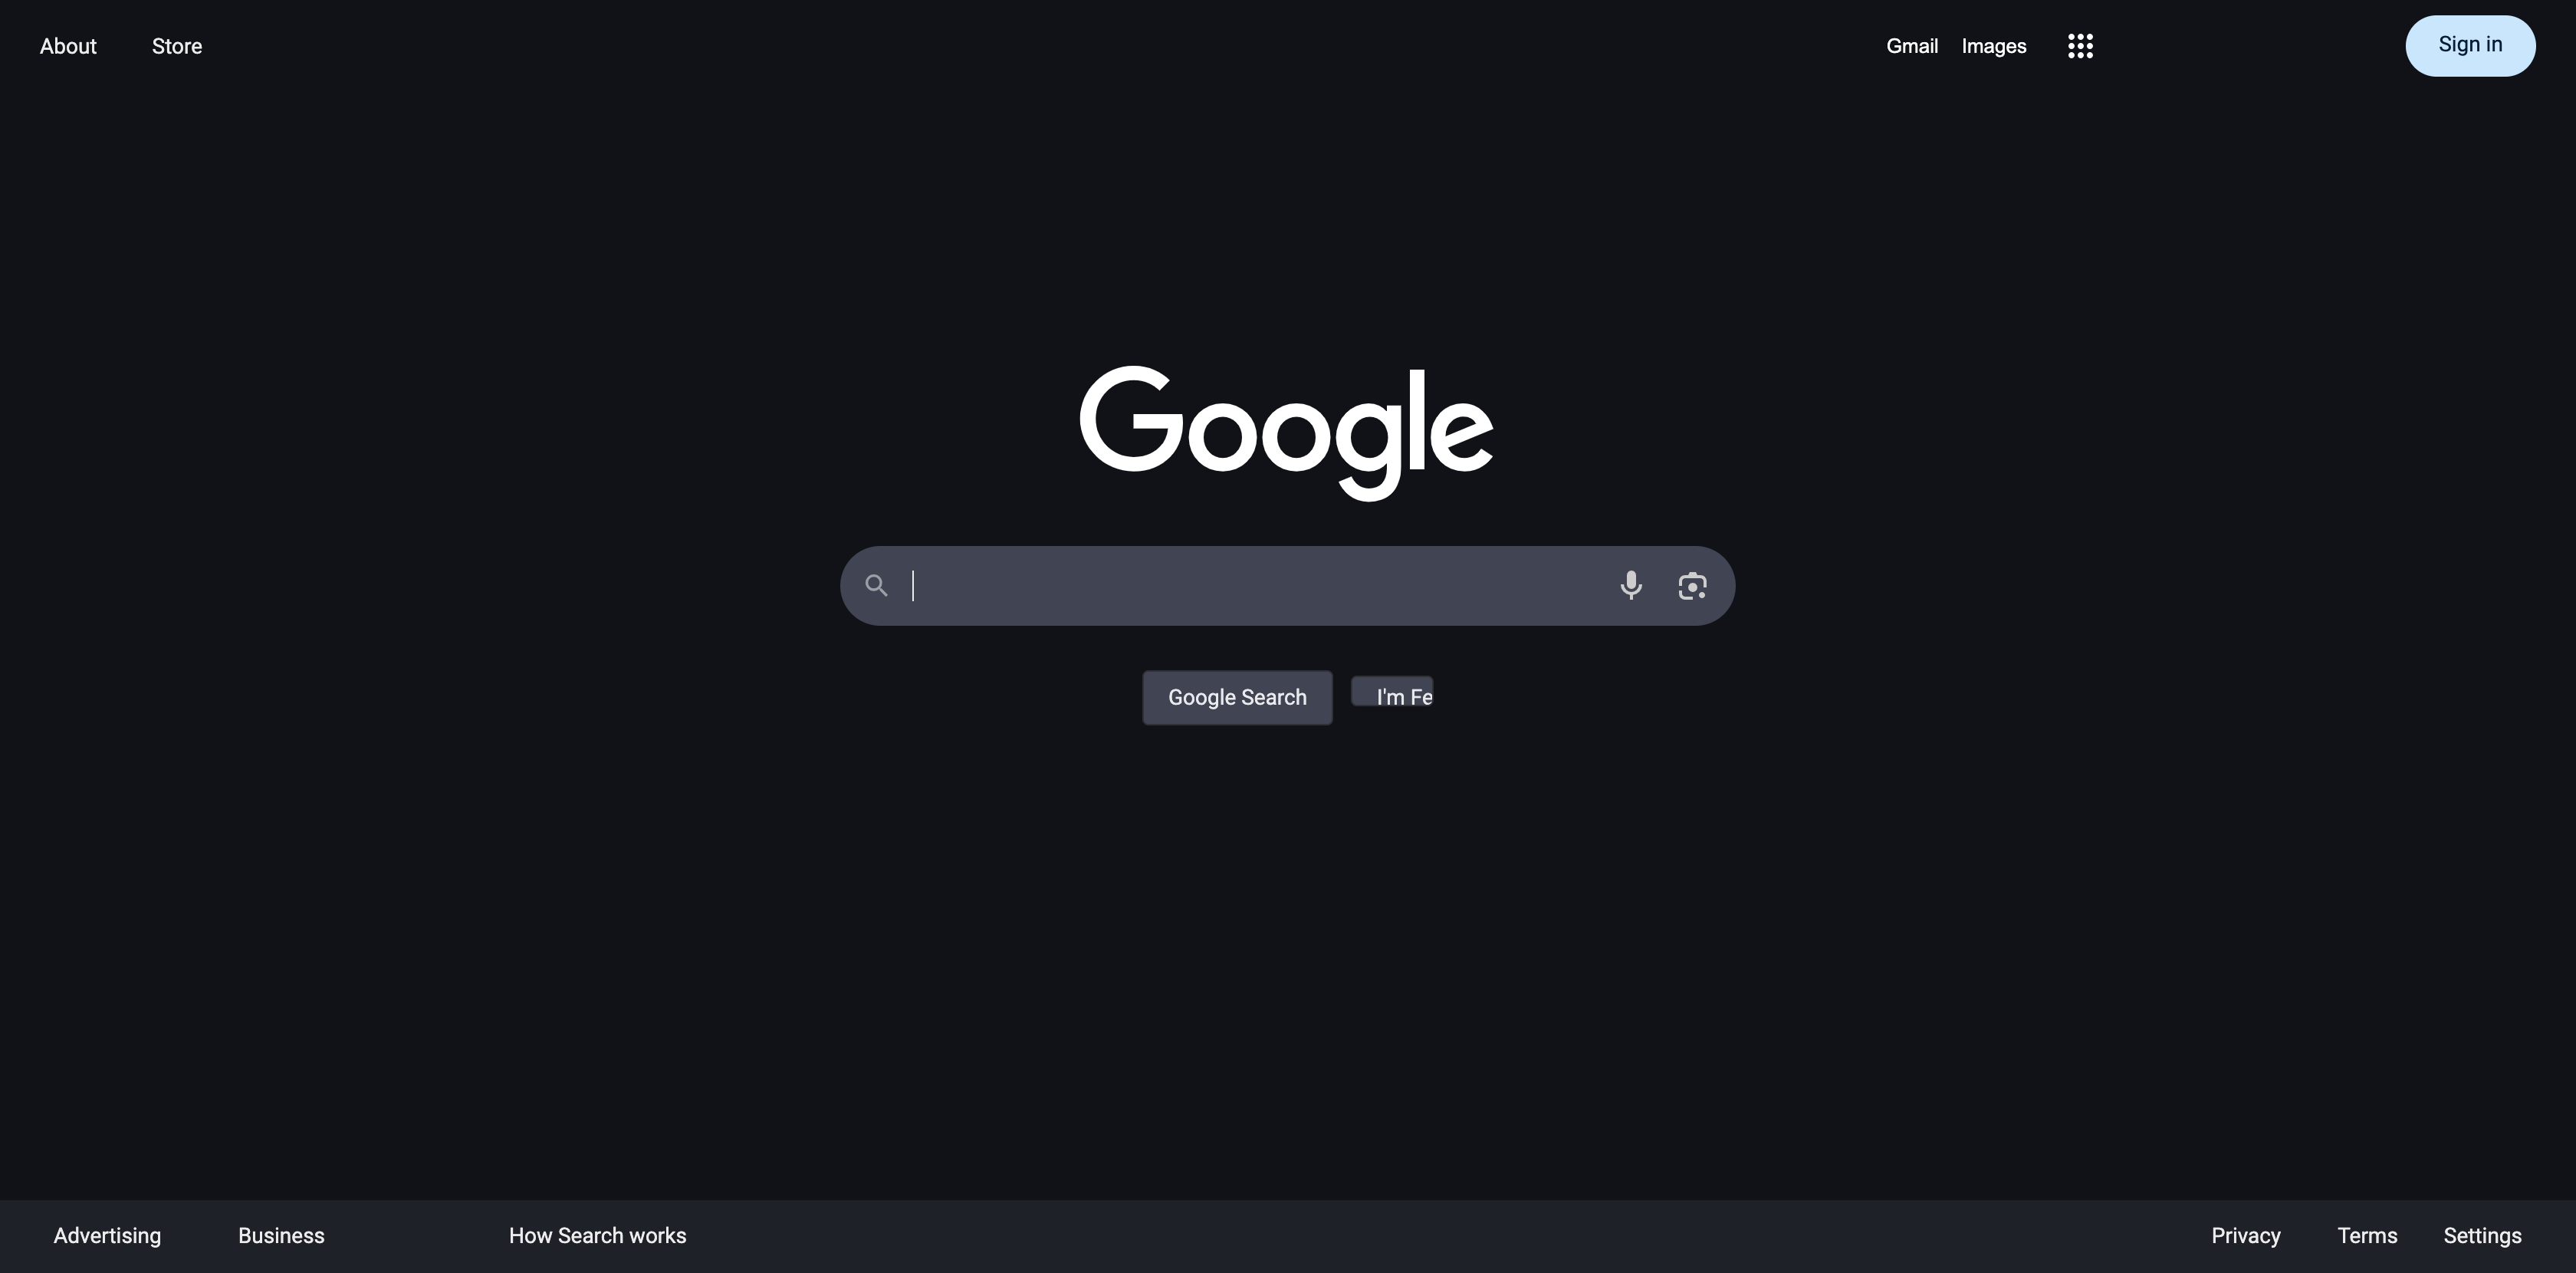 About Store Gmail Images Sign in
Google
Google Search I'm Fe
Advertising Business How Search works Privacy Terms Settings